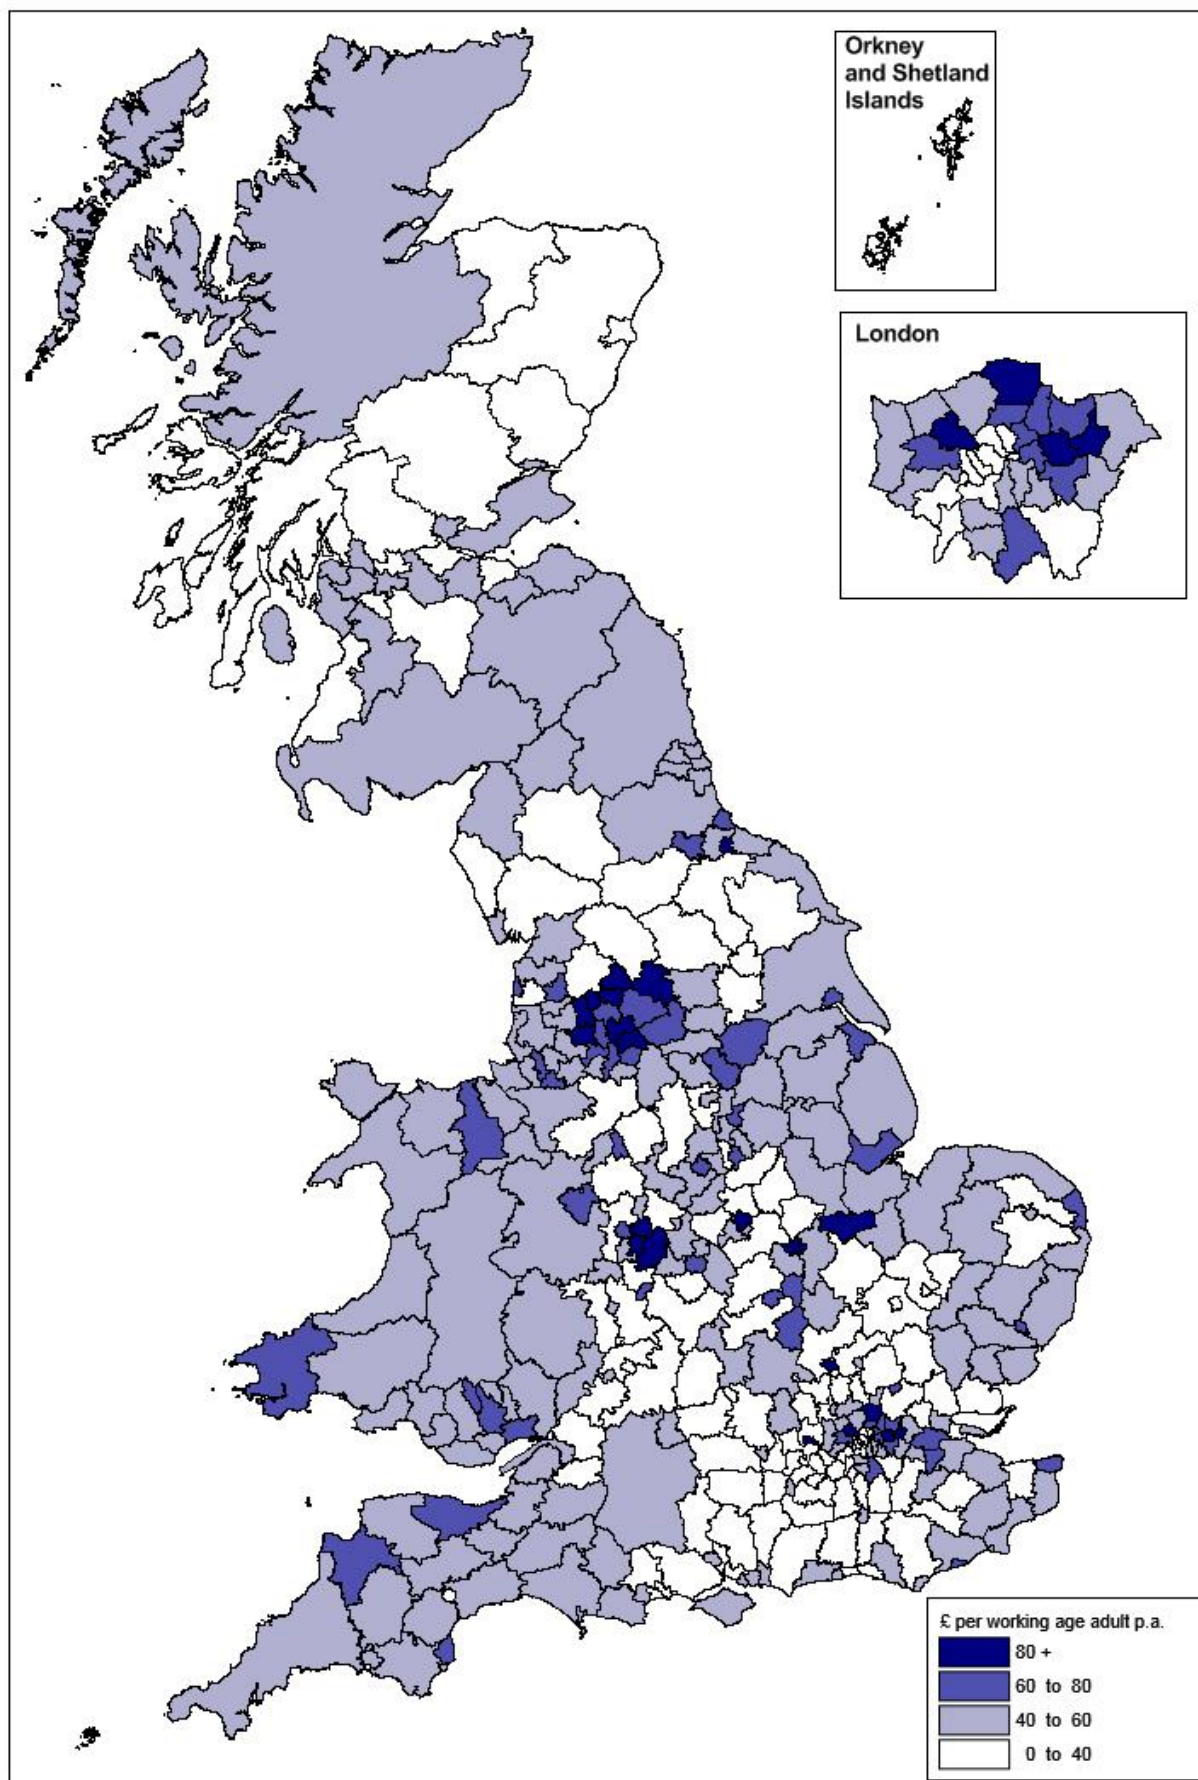 Orkney
and Shetland
Islands
London
£ per working age adult p.a.
80 +
60 to 80
40 to 60
0 to 40